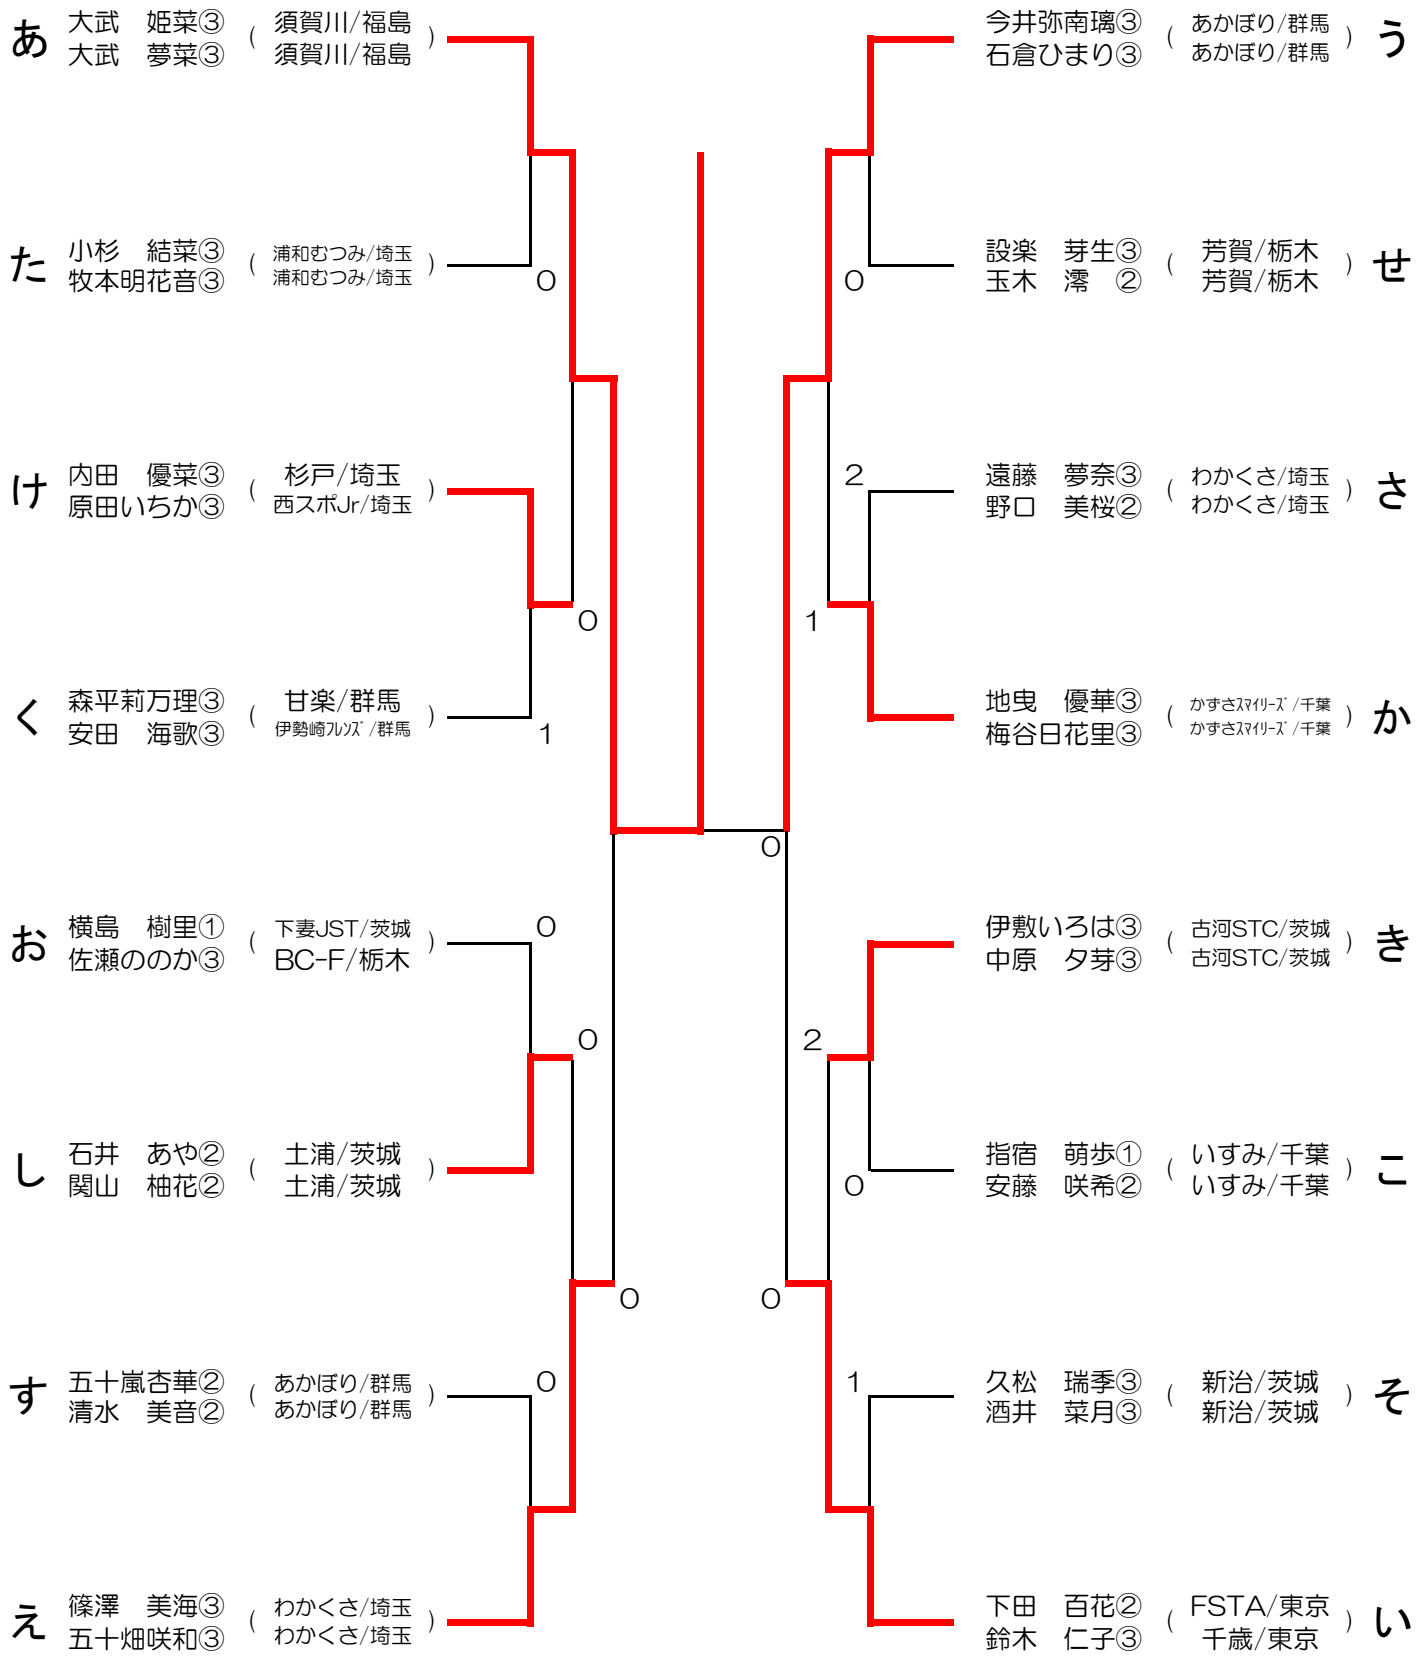 あ 大武　姫菜③ ( 須賀川/福島 )
大武　夢菜③ 須賀川/福島
た 小杉　結菜③ ( 浦和むつみ/埼玉 )
牧本明花音③ 浦和むつみ/埼玉
0
け 内田　優菜③ ( 杉戸/埼玉 )
原田いちか③ 西スポJr/埼玉
0
く 森平莉万理③ ( 甘楽/群馬 )
安田　海歌③ 伊勢崎ﾌﾚﾝｽﾞ/群馬
1
お 横島　樹里① ( 下妻JST/茨城 ) 0
佐瀬ののか③ BC-F/栃木
0
し 石井　あや② ( 土浦/茨城 )
関山　柚花② 土浦/茨城
0
す 五十嵐杏華② ( あかぼり/群馬 ) 0
清水　美音② あかぼり/群馬
え 篠澤　美海③ ( わかくさ/埼玉 )
五十畑咲和③ わかくさ/埼玉
今井弥南璃③ ( あかぼり/群馬 ) う
石倉ひまり③ あかぼり/群馬
設楽　芽生③ ( 芳賀/栃木 ) せ
0 玉木　澪　② 芳賀/栃木
2 遠藤　夢奈③ ( わかくさ/埼玉 ) さ
野口　美桜② わかくさ/埼玉
1
地曳　優華③ ( かずさｽﾏｲﾘｰｽﾞ/千葉 ) か
梅谷日花里③ かずさｽﾏｲﾘｰｽﾞ/千葉
0
伊敷いろは③ ( 古河STC/茨城 ) き
中原　夕芽③ 古河STC/茨城
2
指宿　萌歩① ( いすみ/千葉 ) こ
0 安藤　咲希② いすみ/千葉
0
1 久松　瑞季③ ( 新治/茨城 ) そ
酒井　菜月③ 新治/茨城
下田　百花② ( FSTA/東京 ) い
鈴木　仁子③ 千歳/東京